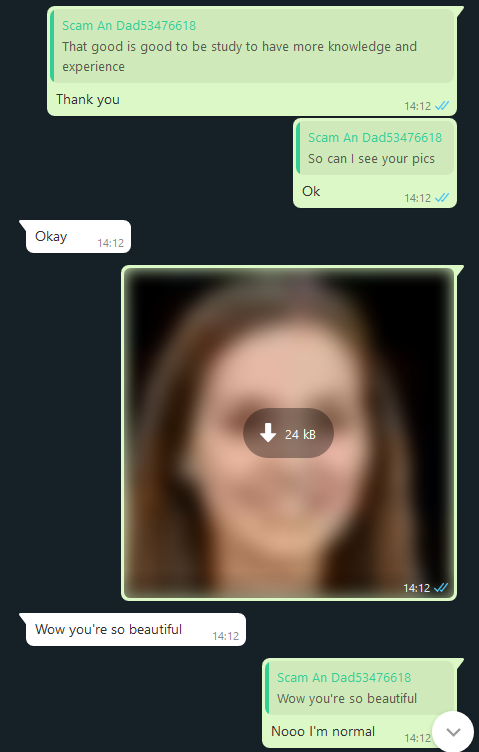 Scam An Dad53476618
That good is good to be study to have more knowledge and
experience
Thank you
14:12
Scam An Dad53476618
So can I see your pics
Ok
14:12
Okay
14:12
24 kB
14:12
Wow you're so beautiful
14:12
Scam An Dad53476618
Wow you're so beautiful
Nooo I'm normal
14:12